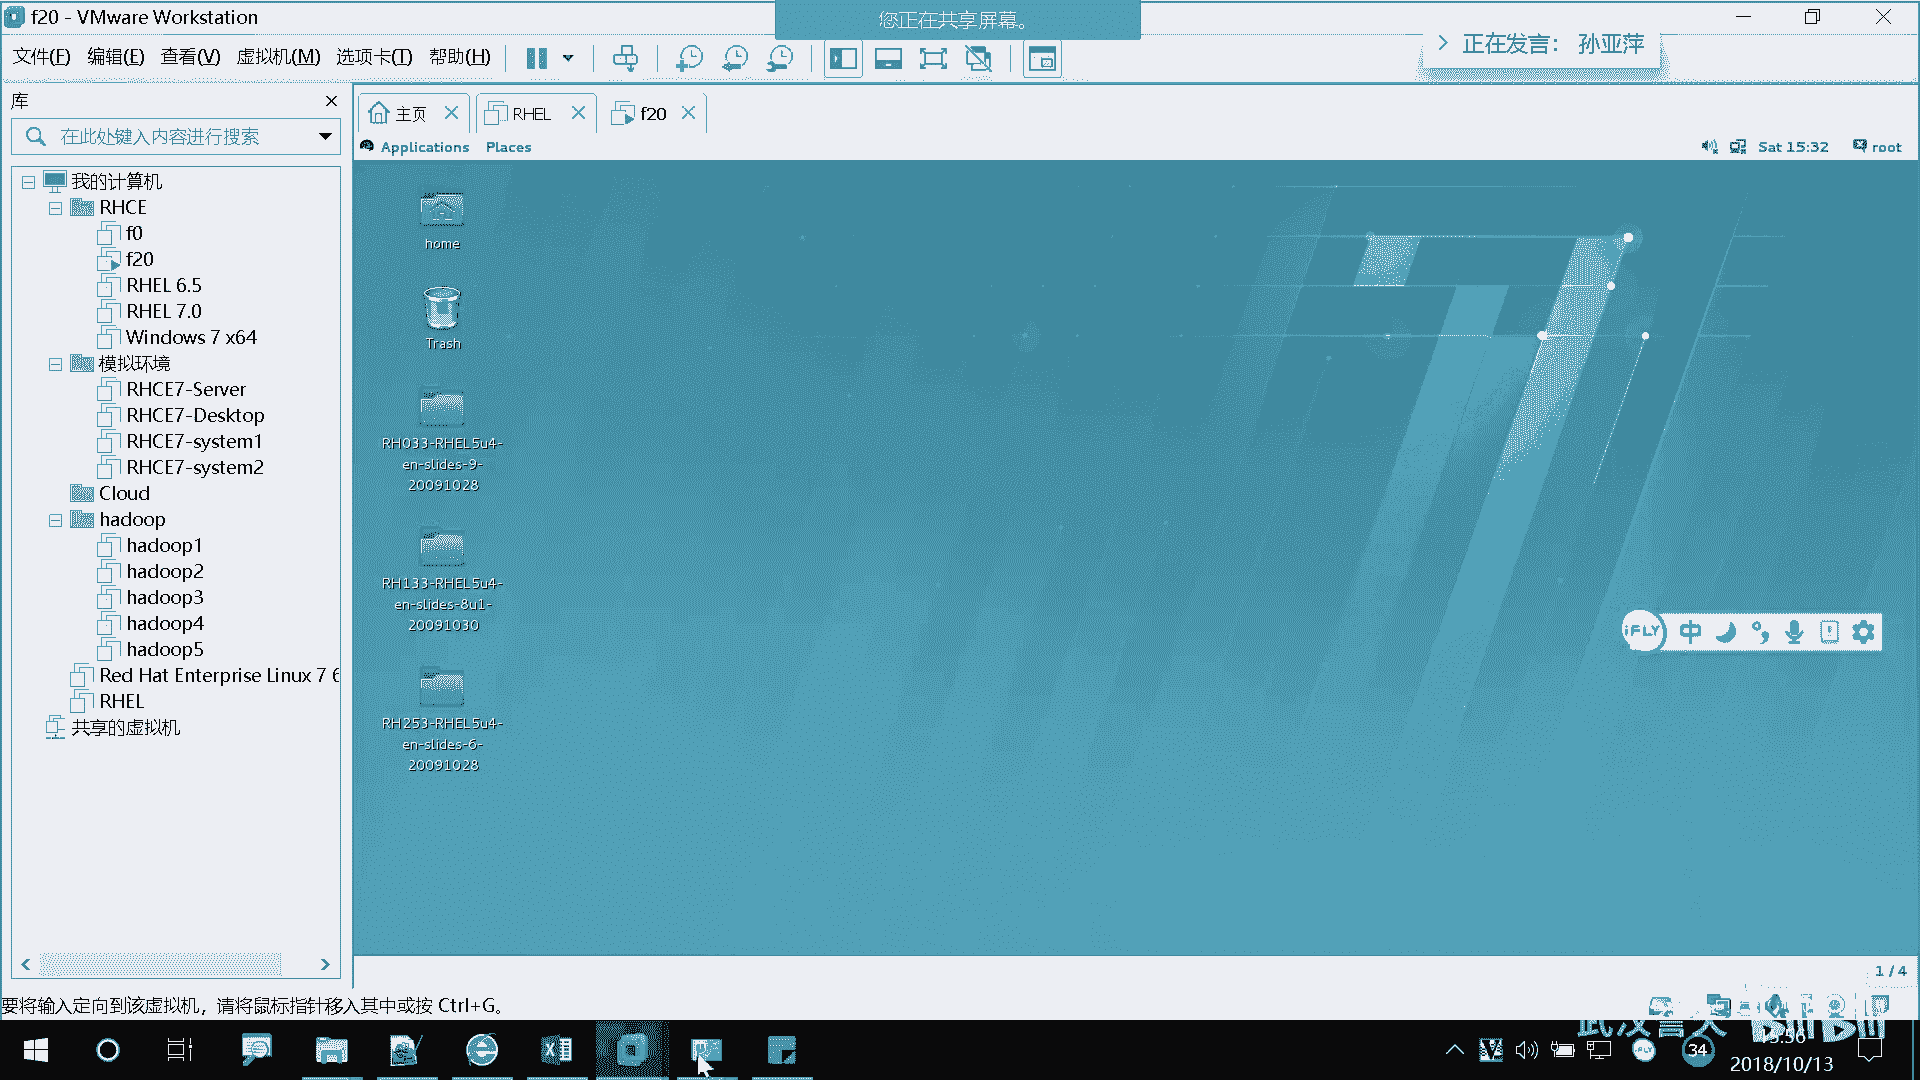 f20 - VMware Workstation
您正在共享屏幕。
正在发言： 孙亚萍
文件(F) 编辑(E) 查看(V) 虚拟机(M) 选项卡(T) 帮助(H)
库
在此处键入内容进行搜索
主页 RHEL f20
Applications Places
Sat 15:32 root
我的计算机
RHCE
f0
f20
RHEL 6.5
RHEL 7.0
Windows 7 x64
模拟环境
RHCE7-Server
RHCE7-Desktop
RHCE7-system1
RHCE7-system2
Cloud
hadoop
hadoop1
hadoop2
hadoop3
hadoop4
hadoop5
Red Hat Enterprise Linux 7 6
RHEL
共享的虚拟机
home
Trash
RH033-RHEL5u4-
en-slides-9-
20091028
RH133-RHEL5u4-
en-slides-8u1-
20091030
RH253-RHEL5u4-
en-slides-6-
20091028
iFLY 中
1 / 4
要将输入定向到该虚拟机，请将鼠标指针移入其中或按 Ctrl+G。
34
15:36
2018/10/13